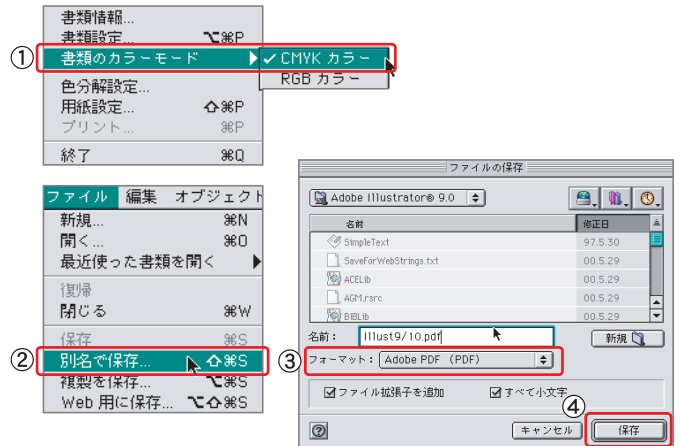 書類情報...
書類設定... ⌥⌘P
① 書類のカラーモード ▶ ✓CMYK カラー
RGB カラー
色分解設定...
用紙設定... ⇧⌘P
プリント... ⌘P
終了 ⌘Q
ファイル 編集 オブジェクト
新規... ⌘N
開く... ⌘O
最近使った書類を開く ▶
復帰
閉じる ⌘W
保存 ⌘S
② 別名で保存... ⇧⌘S
複製を保存... ⌥⌘S
Web 用に保存... ⌥⇧⌘S
ファイルの保存
Adobe Illustrator® 9.0
名前 修正日
SimpleText 97.5.30
SaveForWebStrings.txt 00.5.29
ACELib 00.5.29
AGM.rsrc 00.5.29
BIBLib 00.5.29
名前: Illust9/10.pdf 新規
③ フォーマット: Adobe PDF (PDF)
ファイル拡張子を追加 すべて小文字
④
? キャンセル 保存